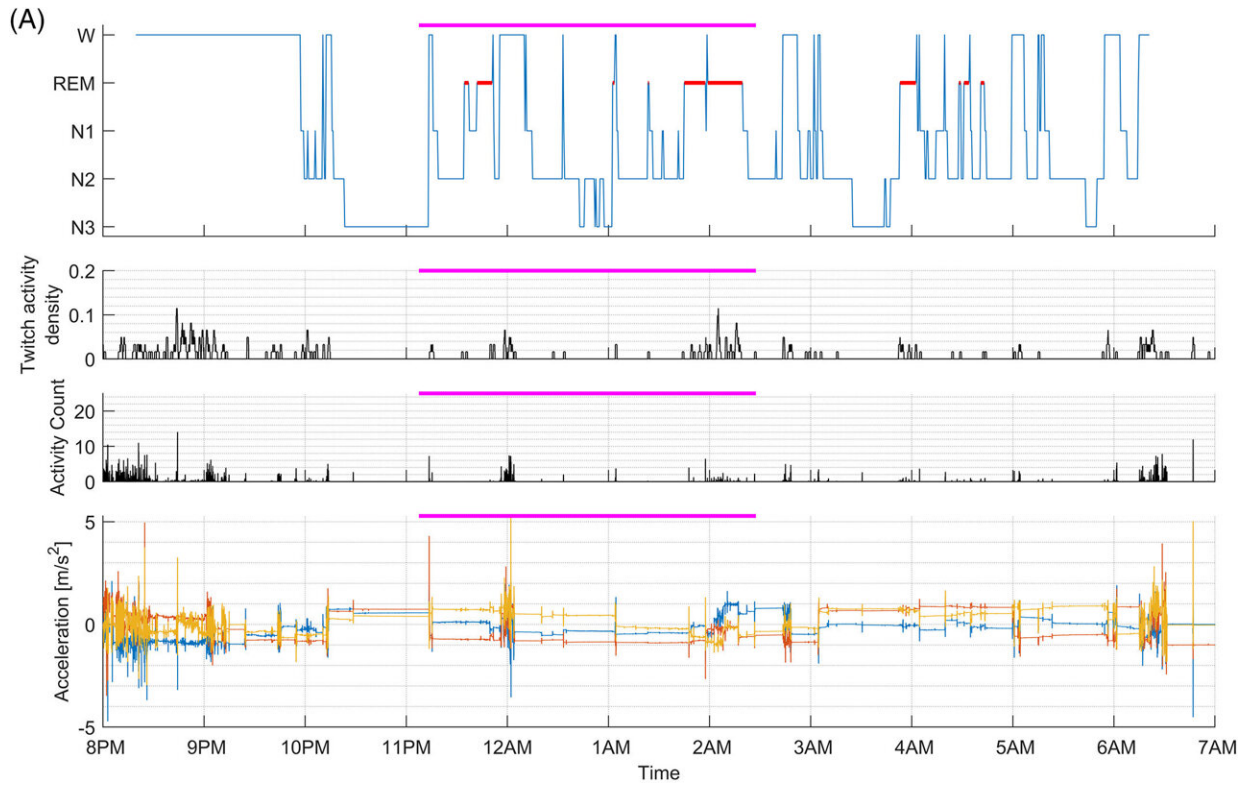 (A)
W
REM
N1
N2
N3
Twitch activity
density
0.2
0.1
0
Activity Count
20
10
0
Acceleration [m/s²]
5
0
-5
8PM 9PM 10PM 11PM 12AM 1AM 2AM 3AM 4AM 5AM 6AM 7AM
Time